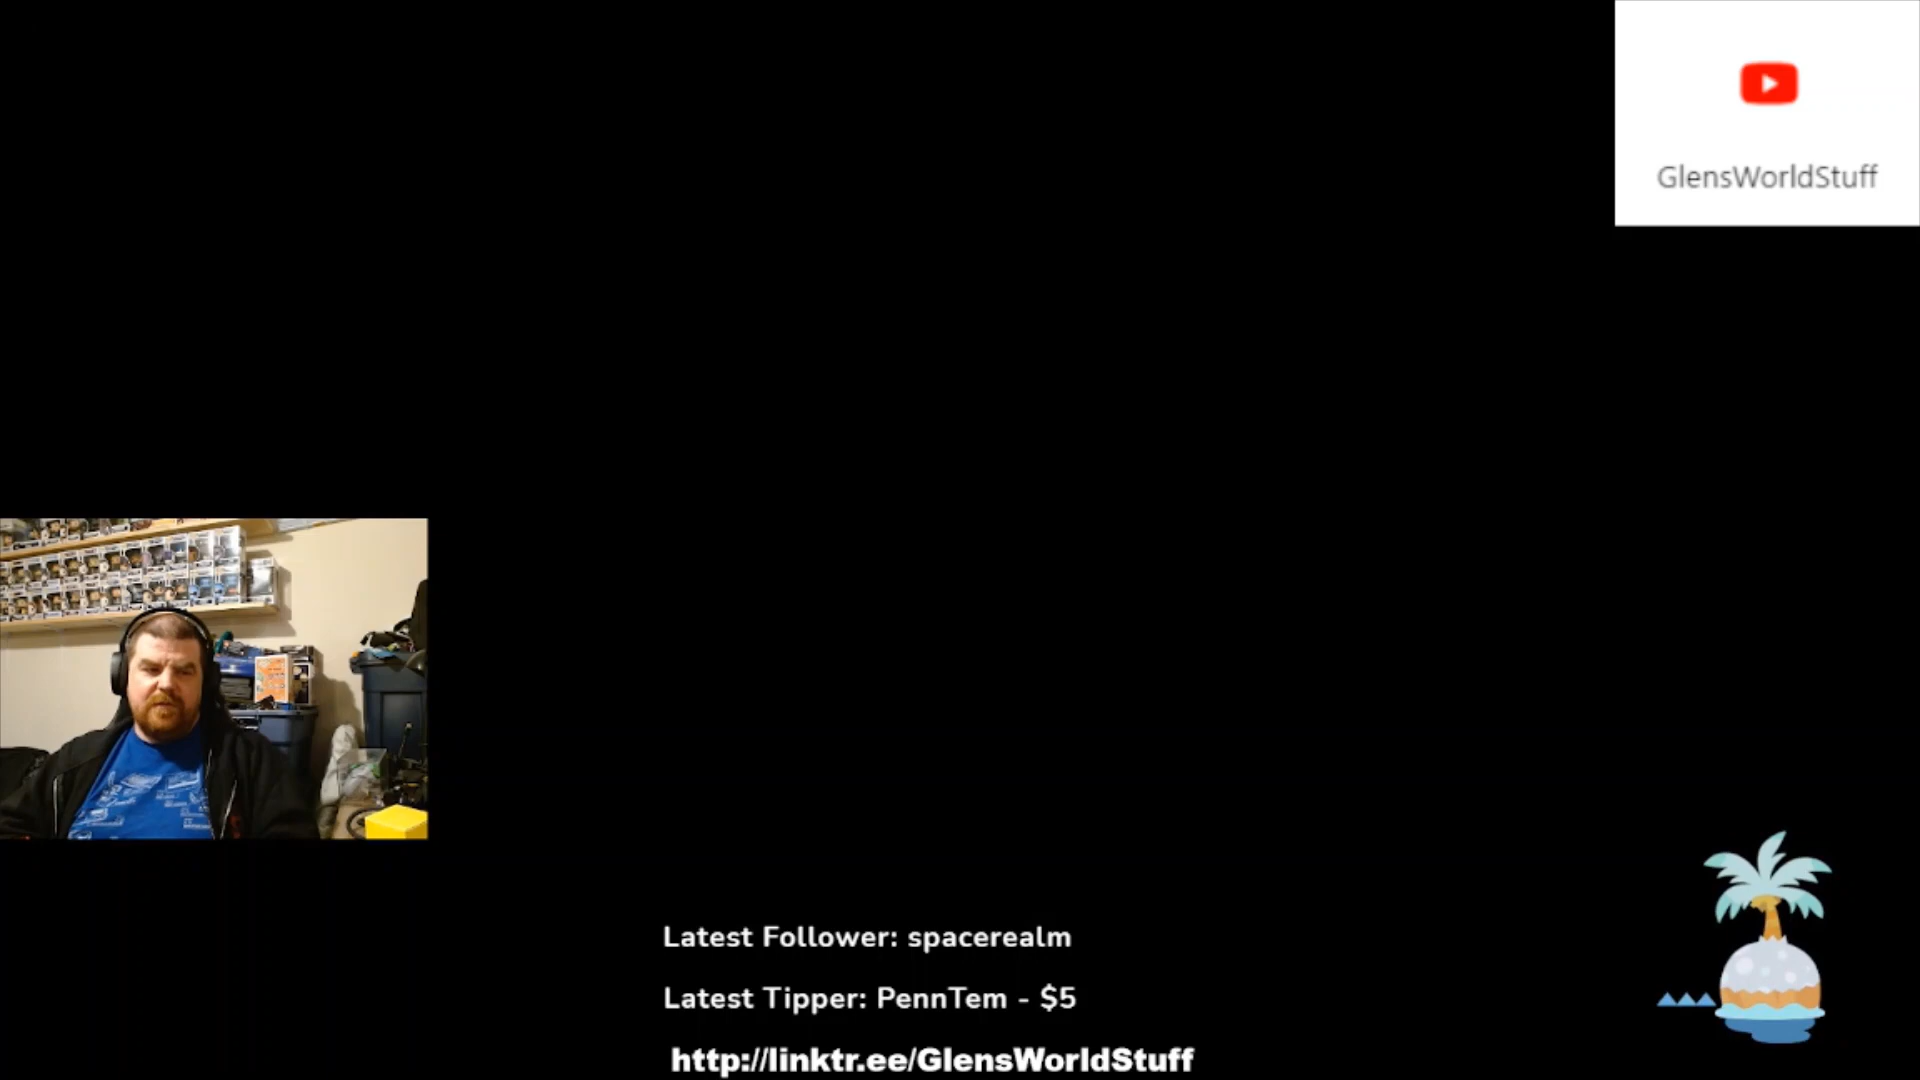 GlensWorldStuff
Latest Follower: spacerealm
Latest Tipper: PennTem - $5
http://linktr.ee/GlensWorldStuff